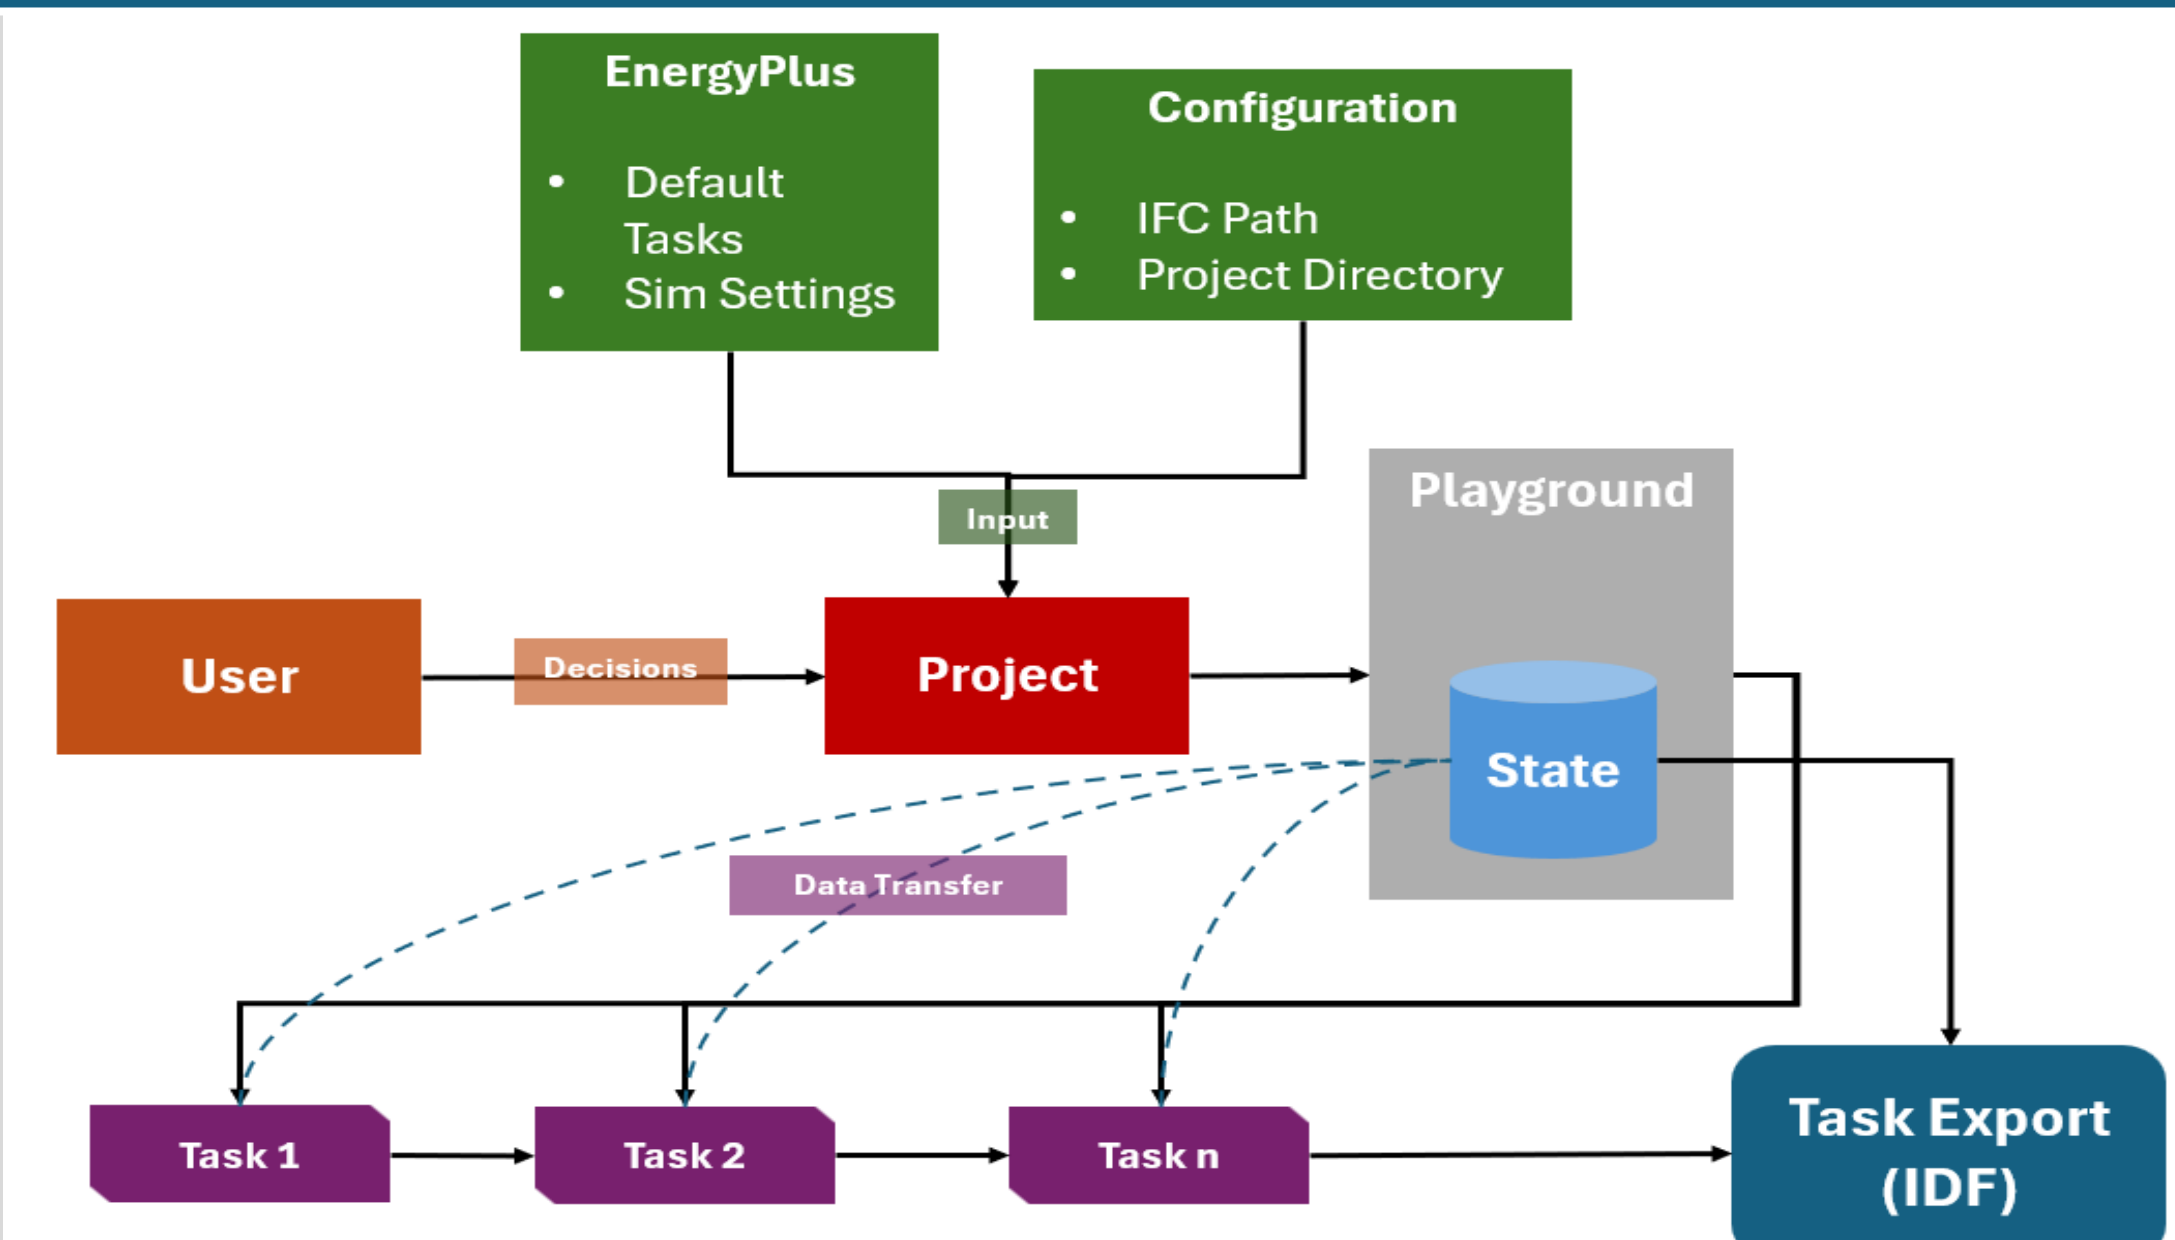 EnergyPlus
• Default
Tasks
• Sim Settings
Configuration
• IFC Path
• Project Directory
Input
Playground
User
Decisions
Project
State
Data Transfer
Task 1
Task 2
Task n
Task Export
(IDF)